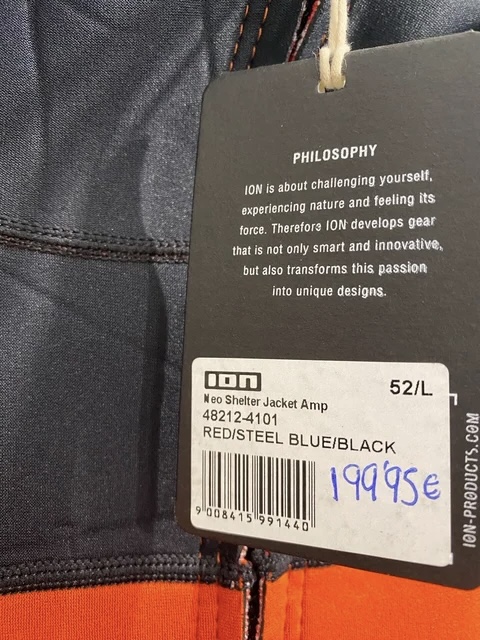 PHILOSOPHY
ION is about challenging yourself,
experiencing nature and feeling its
force. Therefore ION develops gear
that is not only smart and innovative,
but also transforms this passion
into unique designs.
ION
52/L
Neo Shelter Jacket Amp
48212-4101
RED/STEEL BLUE/BLACK
199'95€
9 008415 991440
ION-PRODUCTS.COM